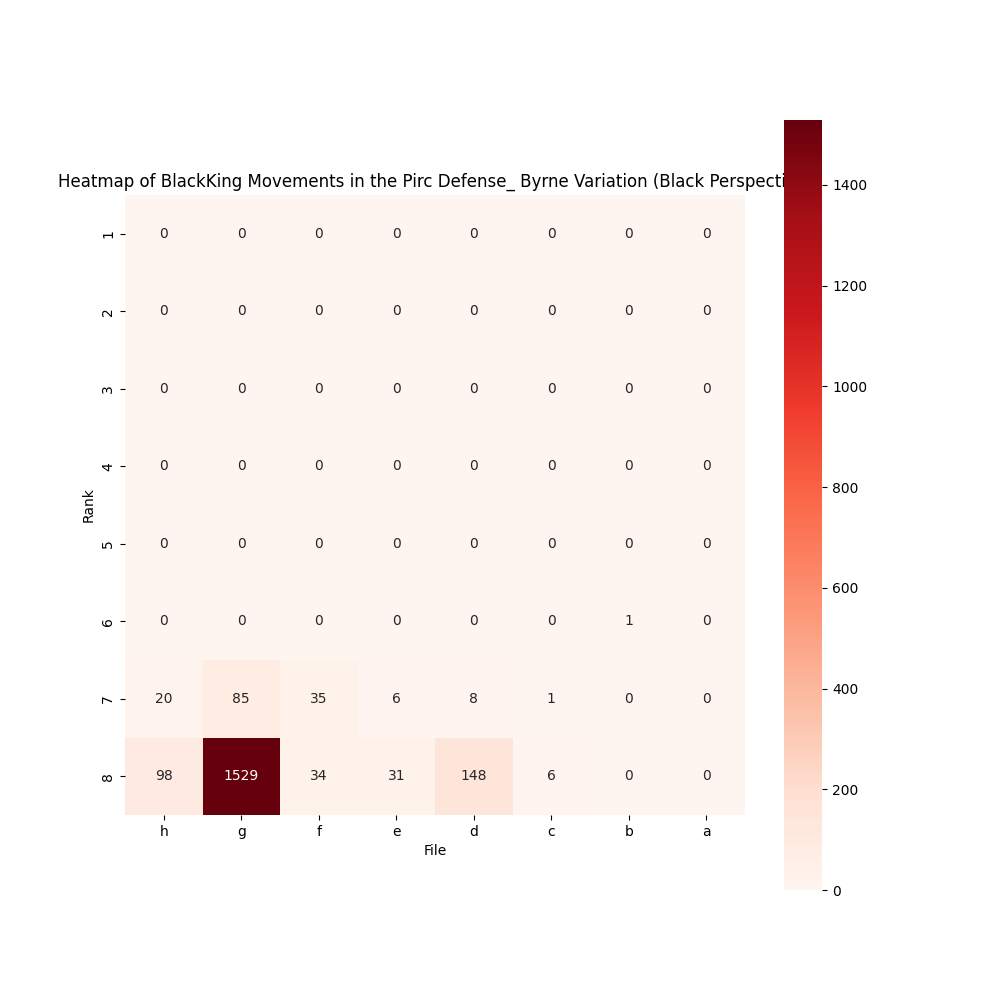 Heatmap of BlackKing Movements in the Pirc Defense_ Byrne Variation (Black Perspecti
1 0 0 0 0 0 0 0 0
2 0 0 0 0 0 0 0 0
3 0 0 0 0 0 0 0 0
4 0 0 0 0 0 0 0 0
Rank
5 0 0 0 0 0 0 0 0
6 0 0 0 0 0 0 1 0
7 20 85 35 6 8 1 0 0
8 98 1529 34 31 148 6 0 0
h g f e d c b a
File
1400
1200
1000
800
600
400
200
0